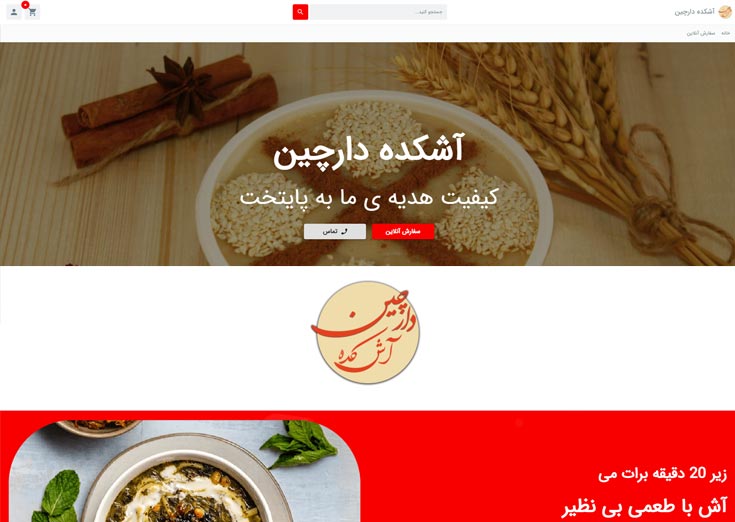 آشکده دارچین
جستجو کنید...
خانه
سفارش آنلاین
آشکده دارچین
کیفیت هدیه ی ما به پایتخت
سفارش آنلاین
تماس
دارچین
آش کده
زیر 20 دقیقه برات می
آش با طعمی بی نظیر